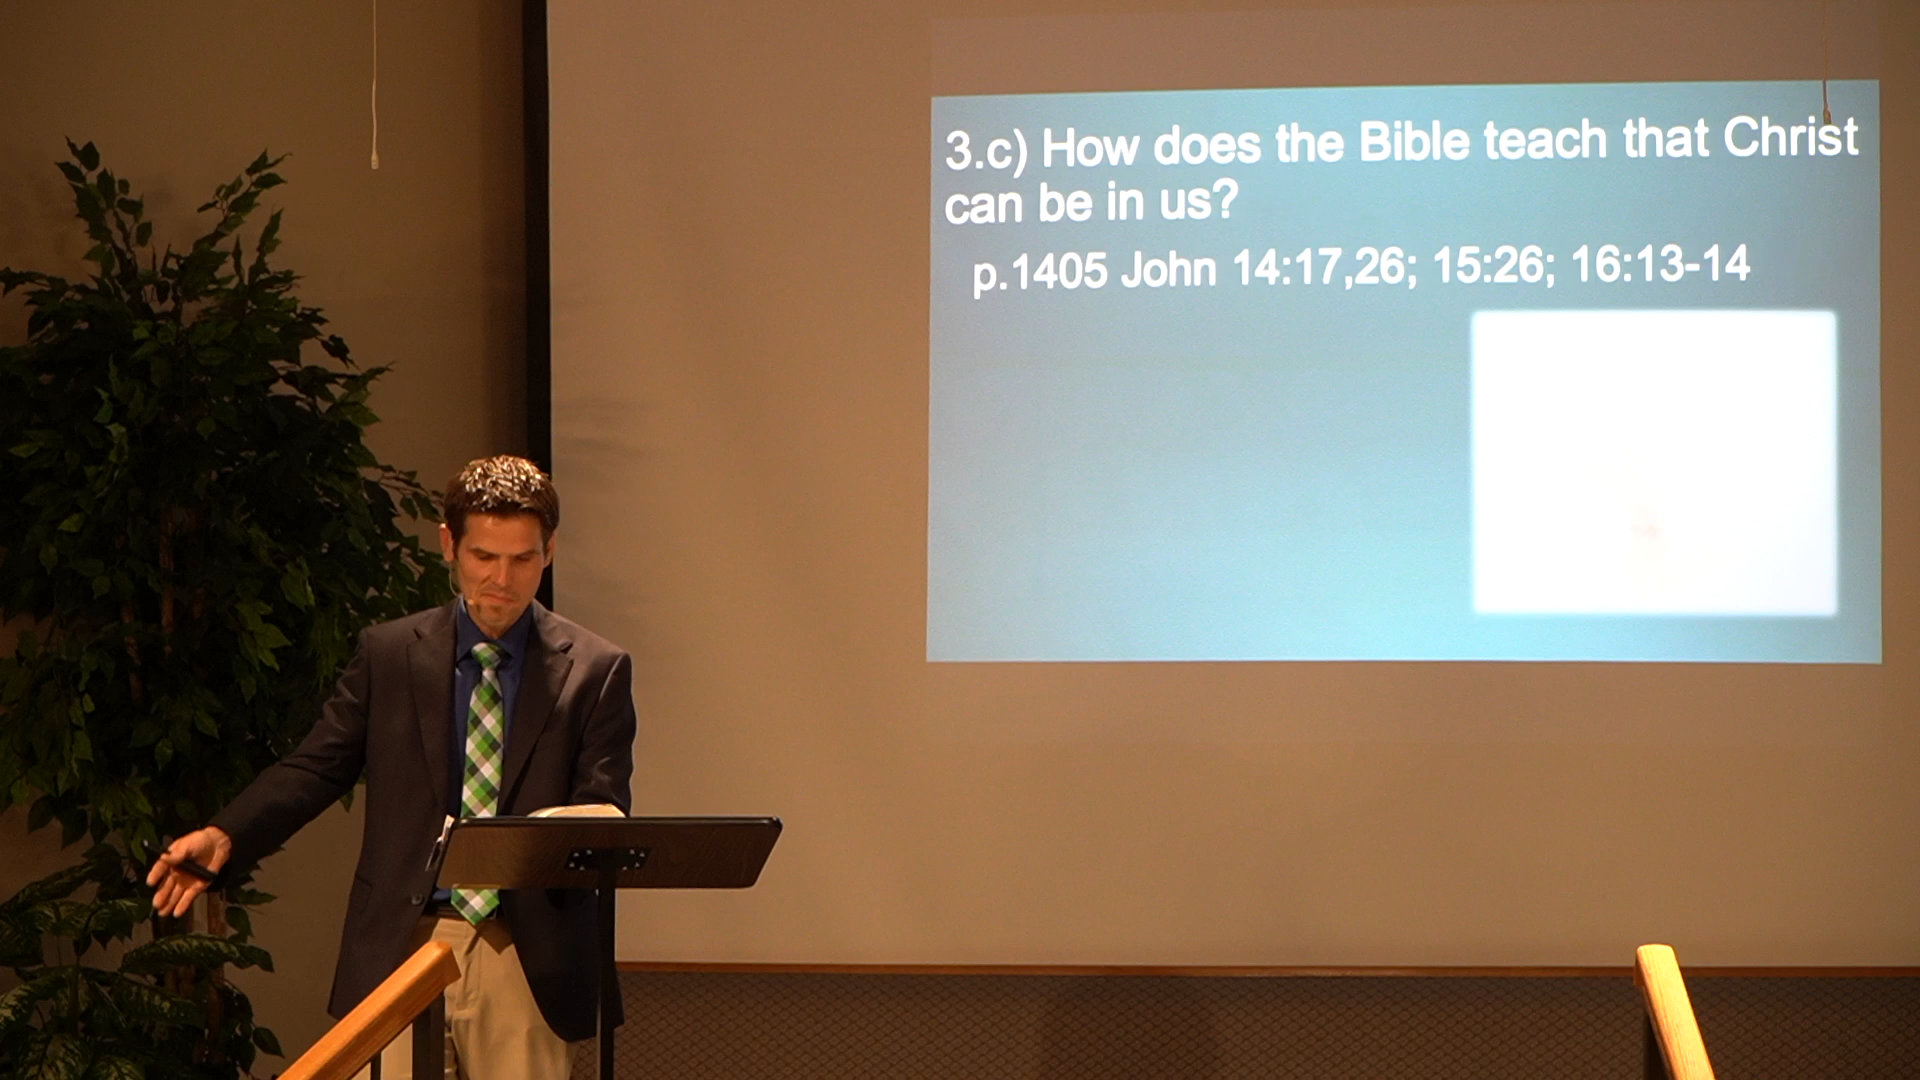 3.c) How does the Bible teach that Christ
can be in us?
p.1405 John 14:17,26; 15:26; 16:13-14